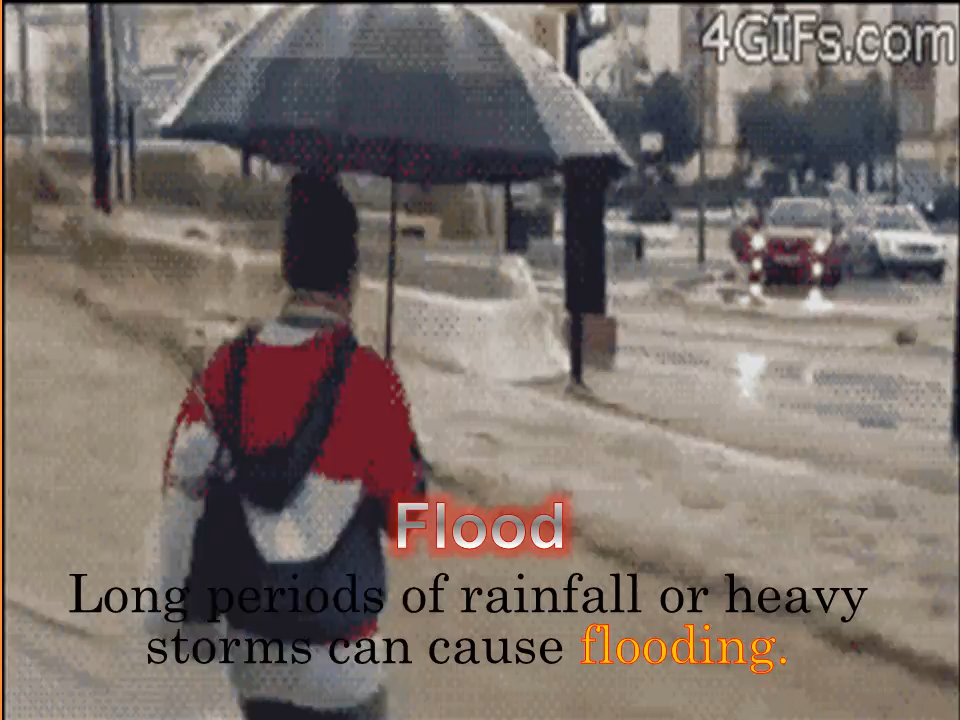 4GIFs.com
Flood
Long periods of rainfall or heavy
storms can cause flooding.